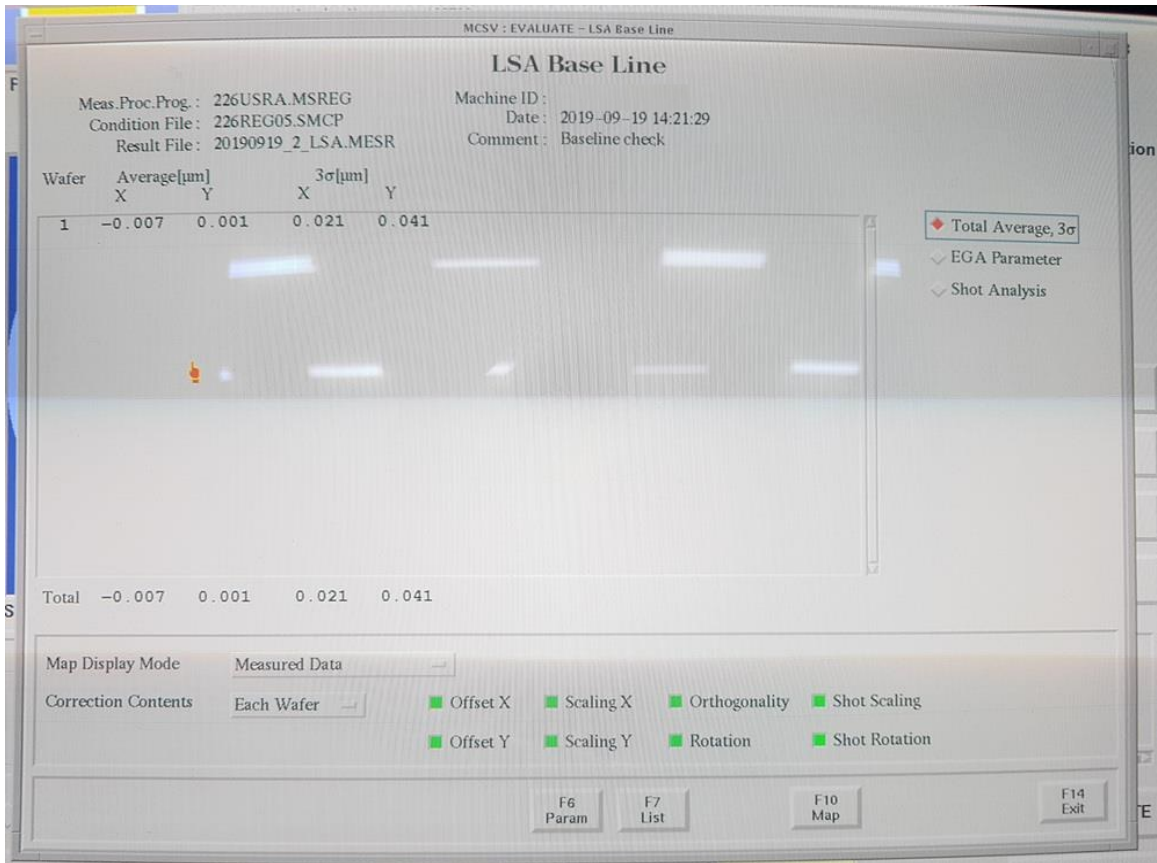 MCSV : EVALUATE - LSA Base Line
LSA Base Line
Meas.Proc.Prog. : 226USRA.MSREG
Machine ID :
Condition File : 226REG05.SMCP
Date : 2019-09-19 14:21:29
Result File : 20190919_2_LSA.MESR
Comment : Baseline check
Wafer Average[μm] 3σ[μm]
X Y X Y
1 -0.007 0.001 0.021 0.041
Total Average, 3σ
EGA Parameter
Shot Analysis
Total -0.007 0.001 0.021 0.041
Map Display Mode Measured Data
Correction Contents Each Wafer Offset X Scaling X Orthogonality Shot Scaling
Offset Y Scaling Y Rotation Shot Rotation
F6 F7 F10 F14
Param List Map Exit
ion